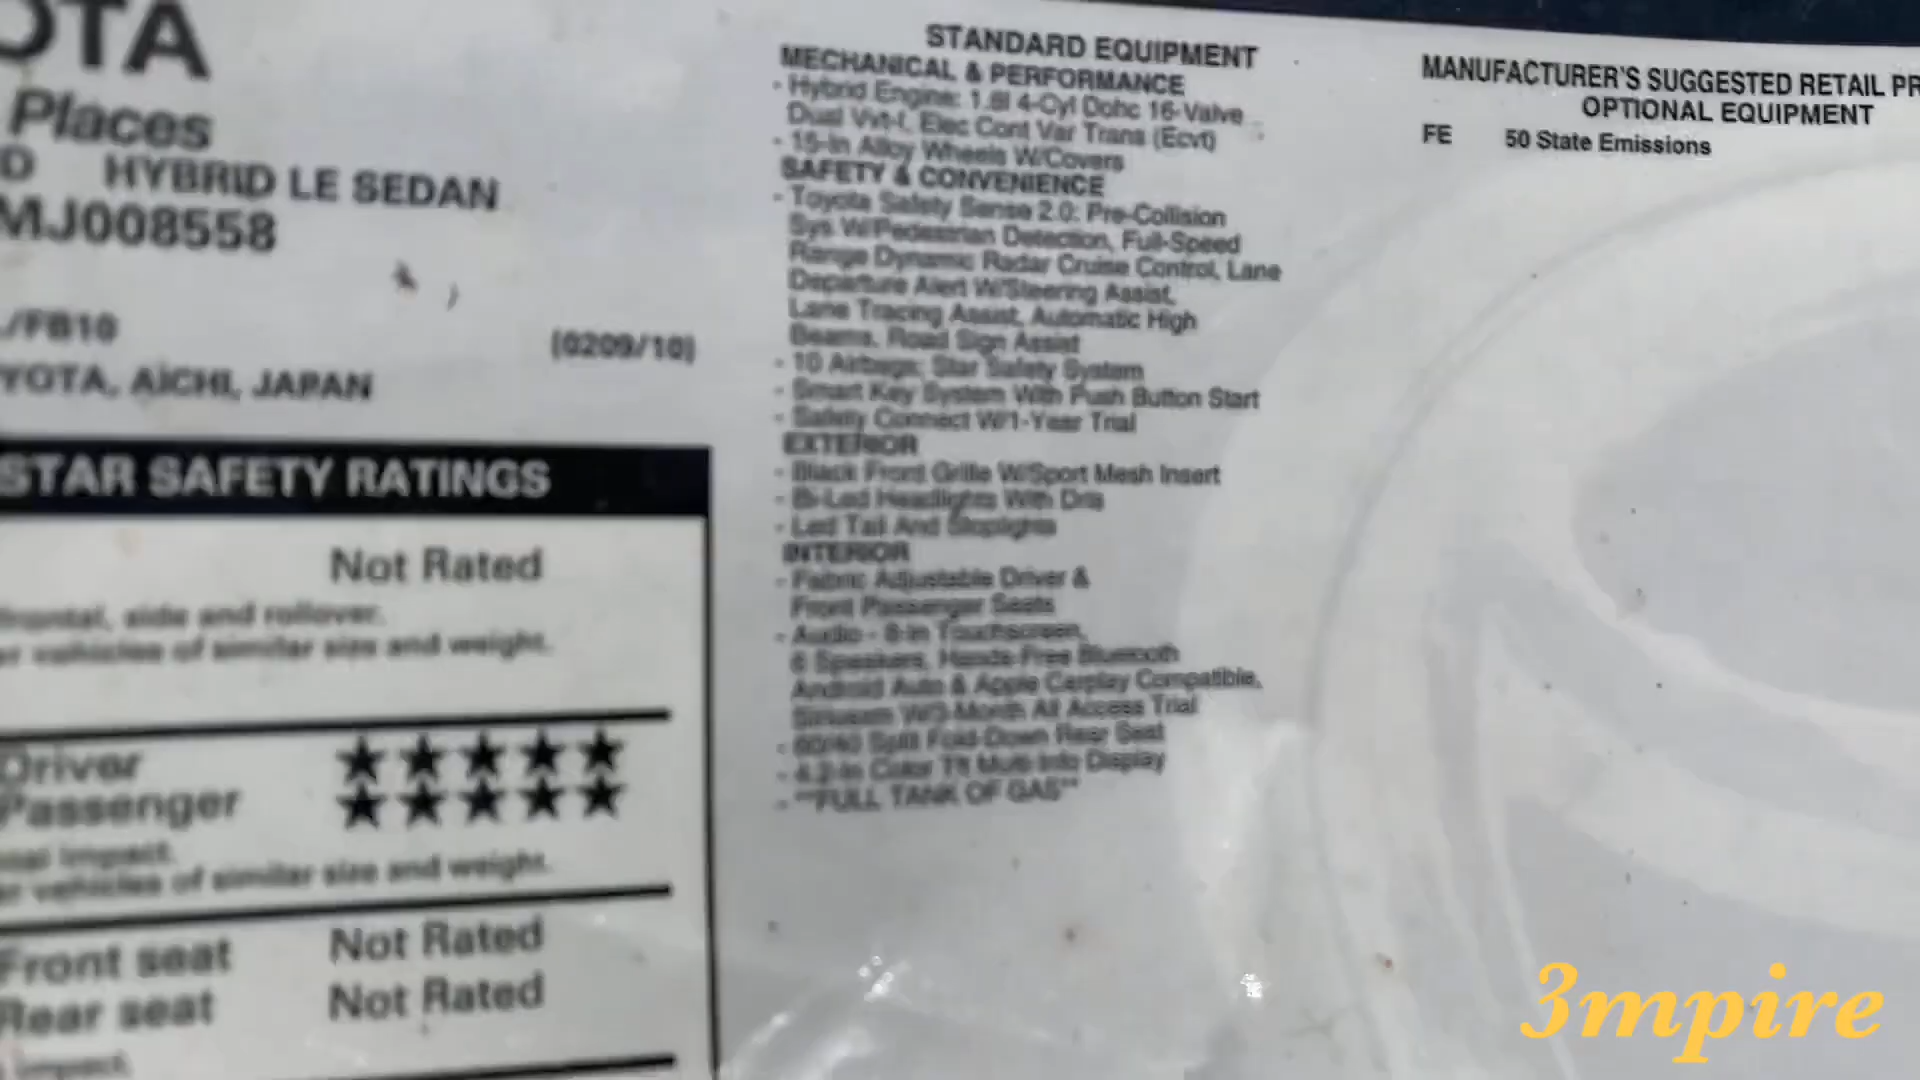 OTA
Places
D HYBRID LE SEDAN
MJ008558
./FB10
(0209/10)
YOTA, AICHI, JAPAN
STAR SAFETY RATINGS
Not Rated
frontal, side and rollover.
vehicles of similar size and weight.
Driver ★★★★★
Passenger ★★★★★
Impact.
vehicles of similar size and weight.
Front seat Not Rated
Rear seat Not Rated
Impact.
STANDARD EQUIPMENT
MECHANICAL & PERFORMANCE
- Hybrid Engine: 1.8l 4-Cyl Dohc 16-Valve
Dual Vvt-I, Elec Cont Var Trans (Ecvt)
- 15-In Alloy Wheels W/Covers
SAFETY & CONVENIENCE
- Toyota Safety Sense 2.0: Pre-Collision
Sys W/Pedestrian Detection, Full-Speed
Range Dynamic Radar Cruise Control, Lane
Departure Alert W/Steering Assist,
Lane Tracing Assist, Automatic High
Beams, Road Sign Assist
- 10 Airbags; Star Safety System
- Smart Key System With Push Button Start
- Safety Connect W/1-Year Trial
EXTERIOR
- Black Front Grille W/Sport Mesh Insert
- Bi-Led Headlights With Drls
- Led Tail And Stoplights
INTERIOR
- Fabric Adjustable Driver &
Front Passenger Seats
- Audio - 8-In Touchscreen,
6 Speakers, Hands-Free Bluetooth
Android Auto & Apple Carplay Compatible,
Siriusxm W/3-Month All Access Trial
- 60/40 Split Fold-Down Rear Seat
- 4.2-In Color Tft Multi-Info Display
- **FULL TANK OF GAS**
MANUFACTURER'S SUGGESTED RETAIL PR
OPTIONAL EQUIPMENT
FE 50 State Emissions
3mpire